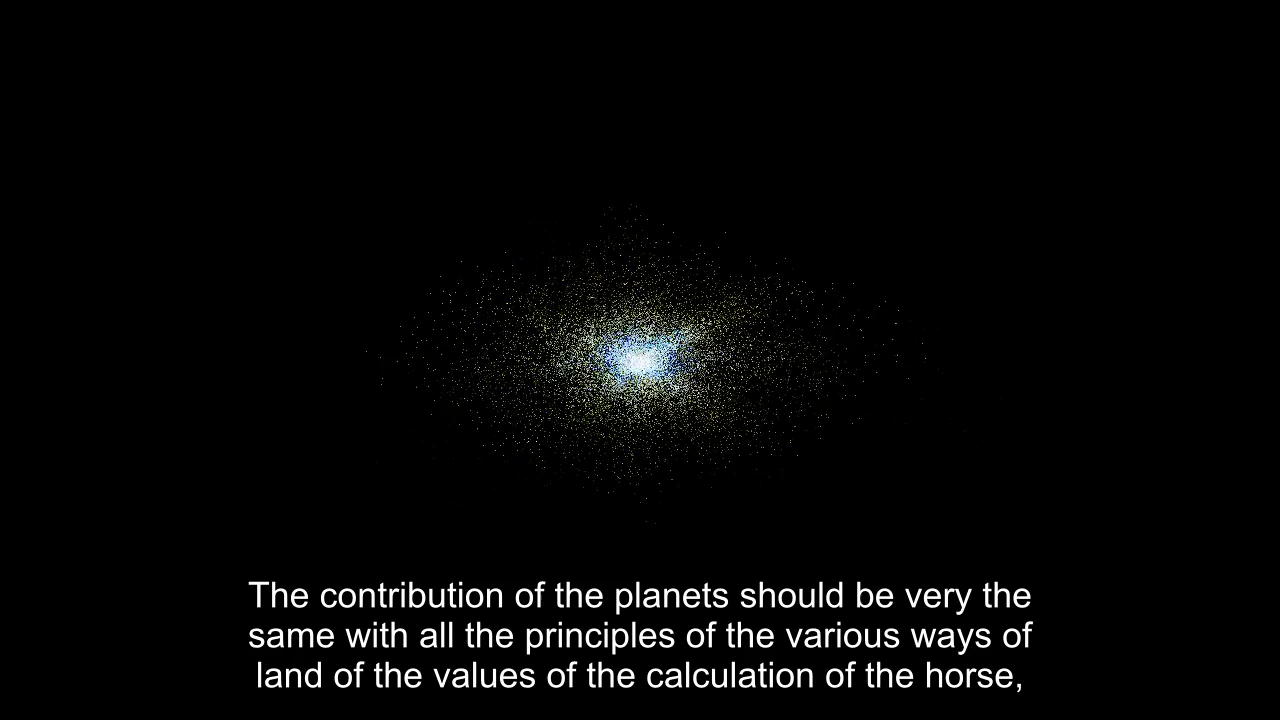 The contribution of the planets should be very the
same with all the principles of the various ways of
land of the values of the calculation of the horse,